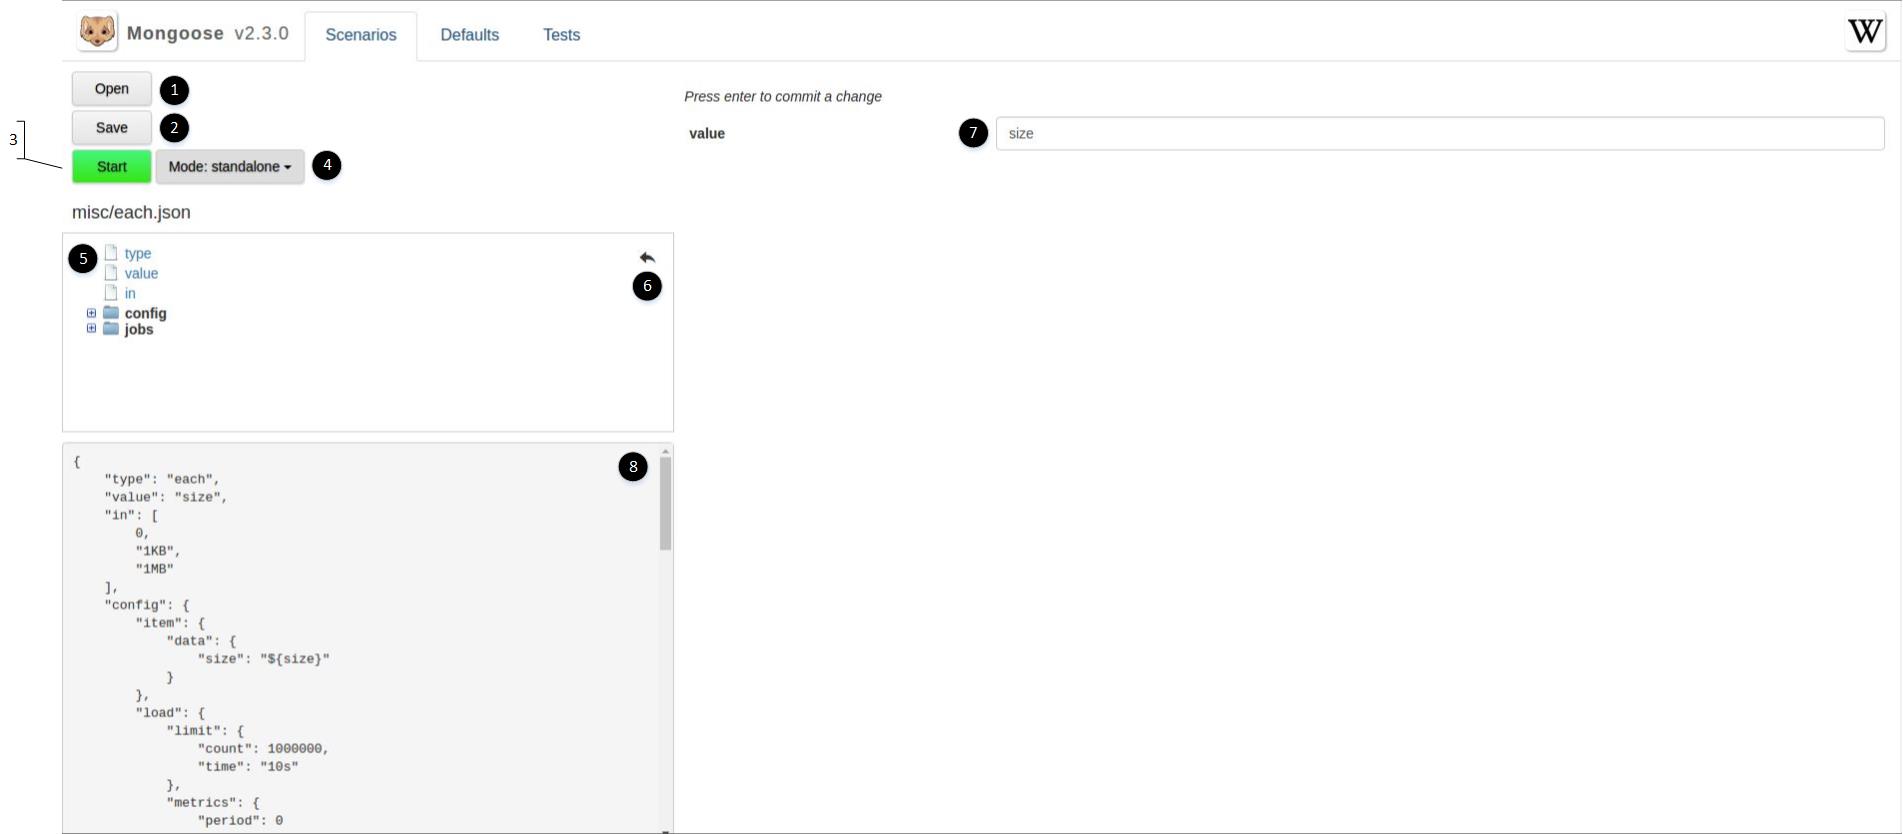 Mongoose v2.3.0 Scenarios Defaults Tests W
Open 1
Press enter to commit a change
Save 2
value 7 size
3
Start Mode: standalone 4
misc/each.json
5 type
value
6
in
config
jobs
8
{
    "type": "each",
    "value": "size",
    "in": [
        0,
        "1KB",
        "1MB"
    ],
    "config": {
        "item": {
            "data": {
                "size": "${size}"
            }
        },
        "load": {
            "limit": {
                "count": 1000000,
                "time": "10s"
            },
            "metrics": {
                "period": 0